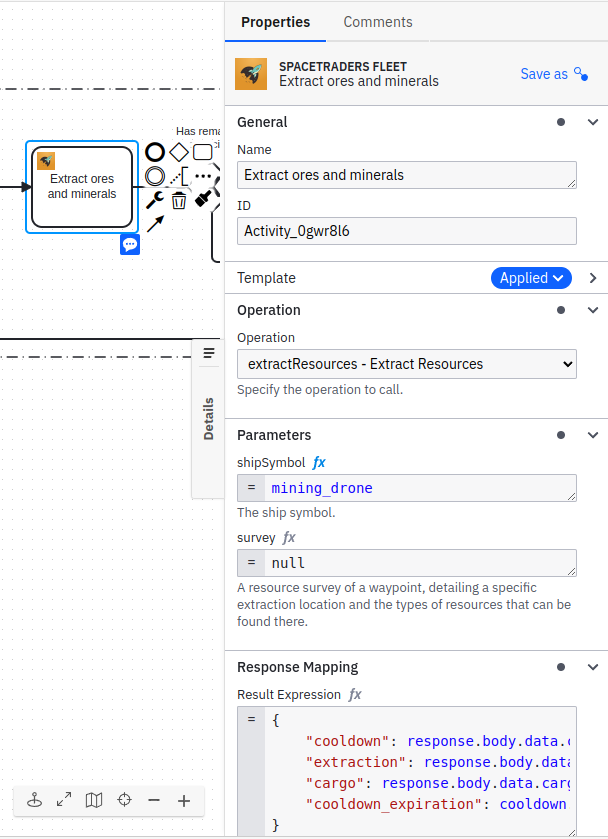 Properties
Comments
SPACETRADERS FLEET
Extract ores and minerals
Save as
General
Name
Extract ores and minerals
ID
Activity_0gwr8l6
Template
Applied
Operation
Operation
extractResources - Extract Resources
Specify the operation to call.
Parameters
shipSymbol fx
= mining_drone
The ship symbol.
survey fx
= null
A resource survey of a waypoint, detailing a specific
extraction location and the types of resources that can be
found there.
Response Mapping
Result Expression fx
= {
"cooldown": response.body.data.c
"extraction": response.body.data
"cargo": response.body.data.carg
"cooldown_expiration": cooldown
}
Has rema
Extract ores
and minerals
Details